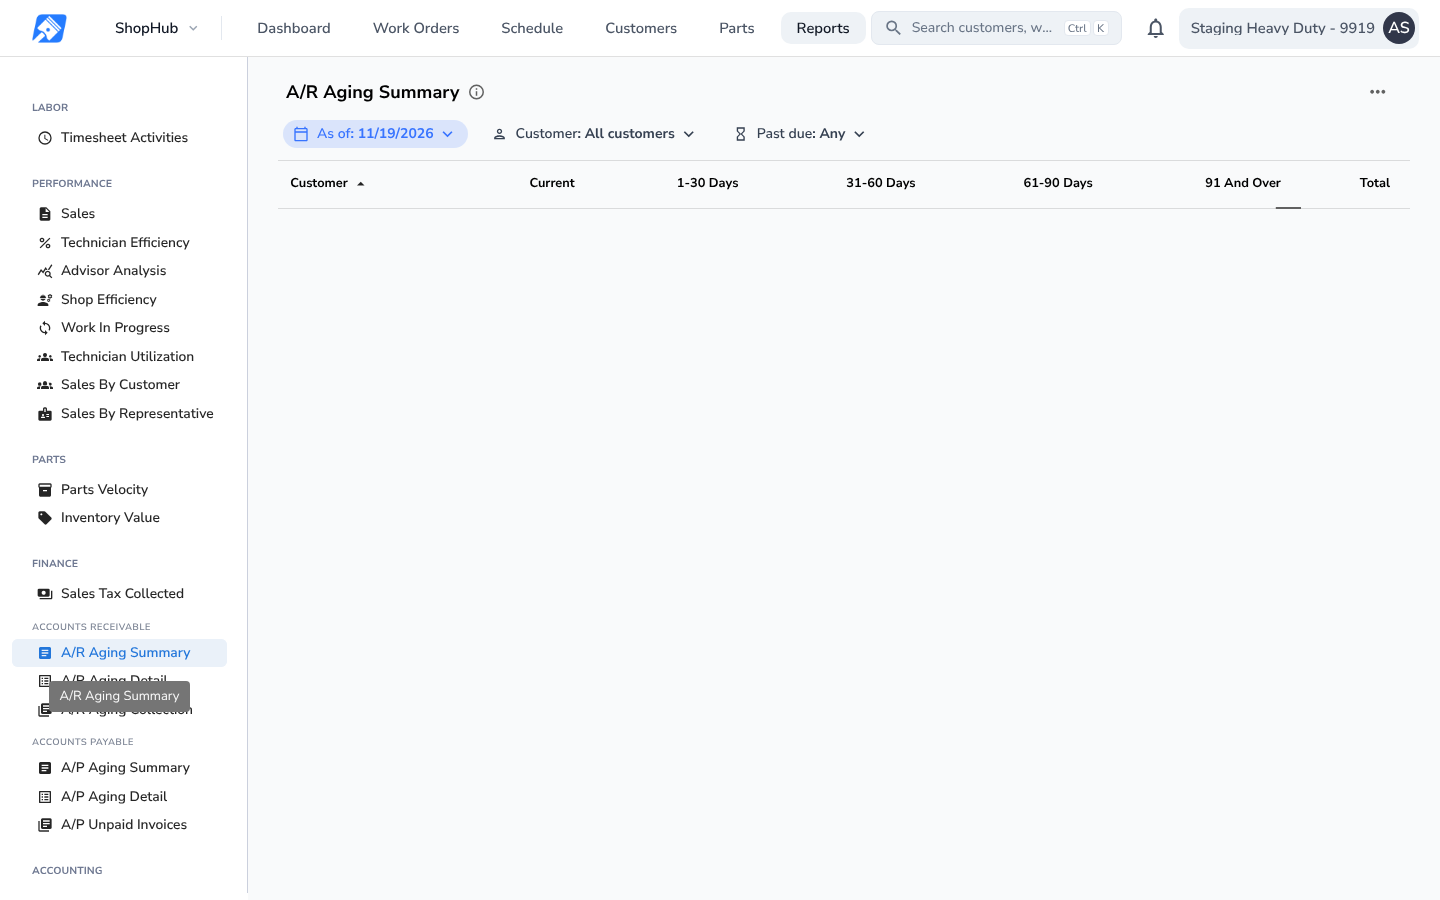 ShopHub
Dashboard
Work Orders
Schedule
Customers
Parts
Reports
Search customers, w...
Ctrl K
Staging Heavy Duty - 9919
AS
LABOR
Timesheet Activities
PERFORMANCE
Sales
Technician Efficiency
Advisor Analysis
Shop Efficiency
Work In Progress
Technician Utilization
Sales By Customer
Sales By Representative
PARTS
Parts Velocity
Inventory Value
FINANCE
Sales Tax Collected
ACCOUNTS RECEIVABLE
A/R Aging Summary
A/R Aging Detail
A/R Aging Summary
A/R Aging Collection
ACCOUNTS PAYABLE
A/P Aging Summary
A/P Aging Detail
A/P Unpaid Invoices
ACCOUNTING
A/R Aging Summary
As of: 11/19/2026
Customer: All customers
Past due: Any
Customer
Current
1-30 Days
31-60 Days
61-90 Days
91 And Over
Total